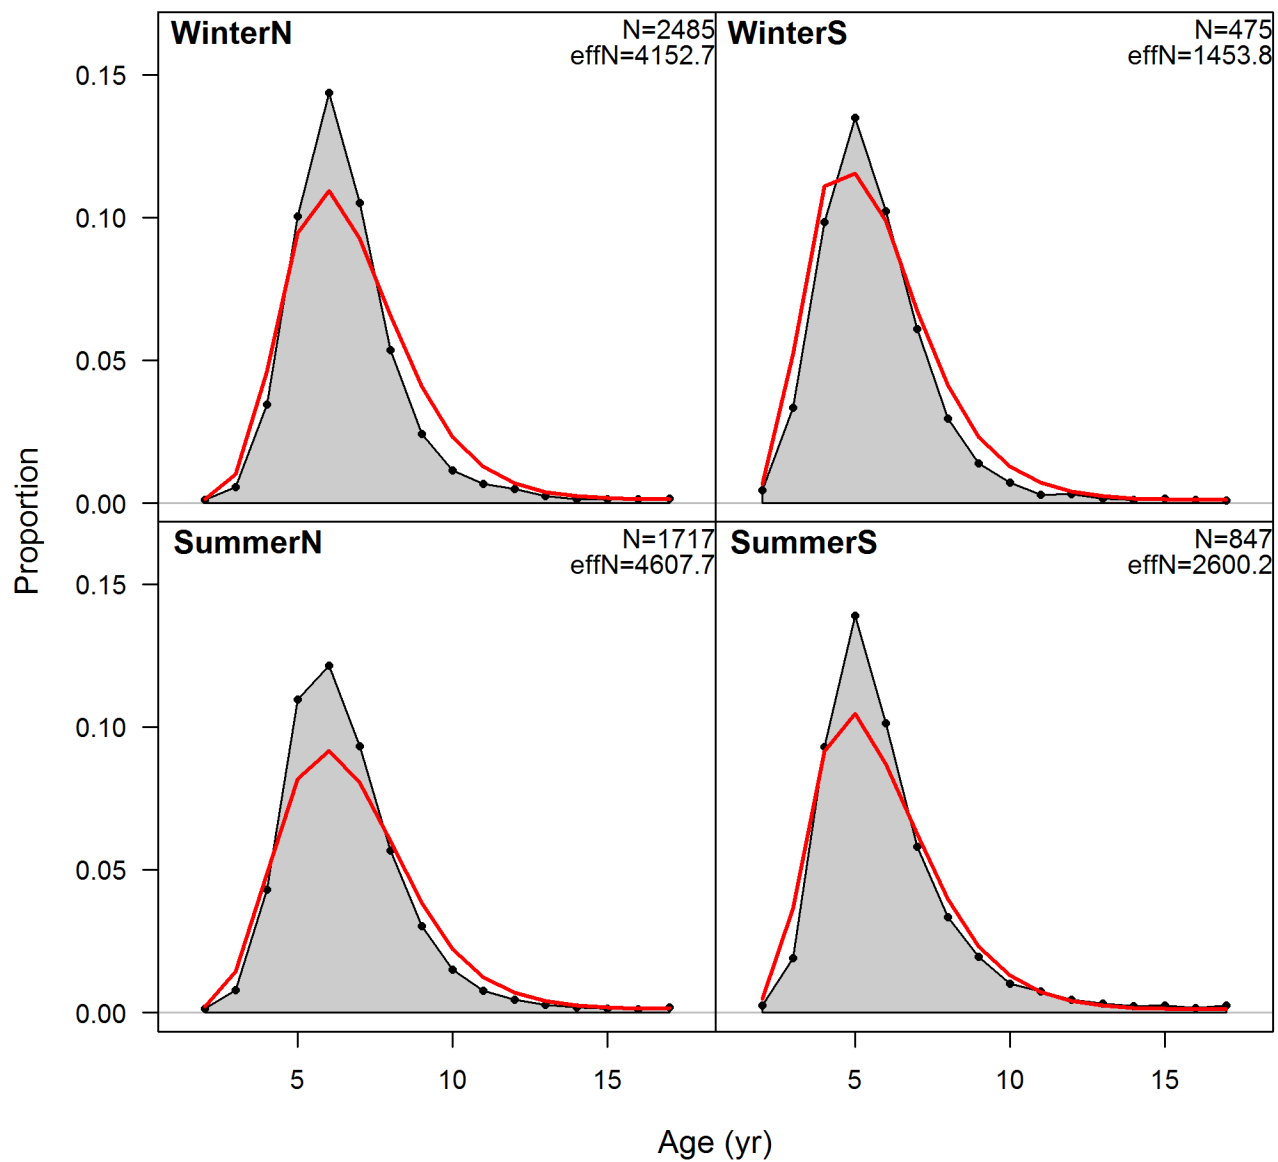 WinterN
N=2485
effN=4152.7
WinterS
N=475
effN=1453.8
0.15
0.10
0.05
0.00
SummerN
N=1717
effN=4607.7
SummerS
N=847
effN=2600.2
0.15
0.10
0.05
0.00
Proportion
5
10
15
5
10
15
Age (yr)